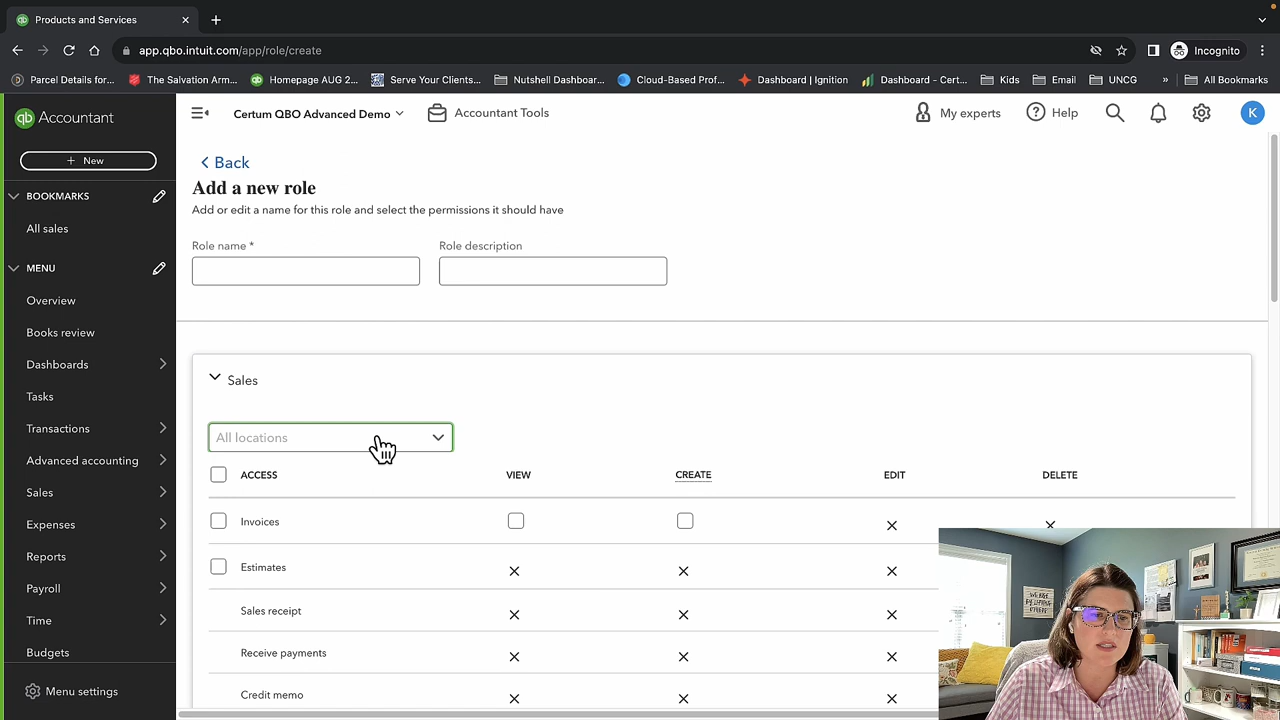 Products and Services
app.qbo.intuit.com/app/role/create
Incognito
Parcel Details for...
The Salvation Arm...
Homepage AUG 2...
Serve Your Clients...
Nutshell Dashboar...
Cloud-Based Prof...
Dashboard | Ignition
Dashboard - Cert...
Kids
Email
UNCG
»
All Bookmarks
qb Accountant
Certum QBO Advanced Demo
Accountant Tools
My experts
Help
K
+ New
BOOKMARKS
All sales
MENU
Overview
Books review
Dashboards
Tasks
Transactions
Advanced accounting
Sales
Expenses
Reports
Payroll
Time
Budgets
Menu settings
Back
Add a new role
Add or edit a name for this role and select the permissions it should have
Role name *
Role description
Sales
All locations
ACCESS VIEW CREATE EDIT DELETE
Invoices
Estimates
Sales receipt
Receive payments
Credit memo